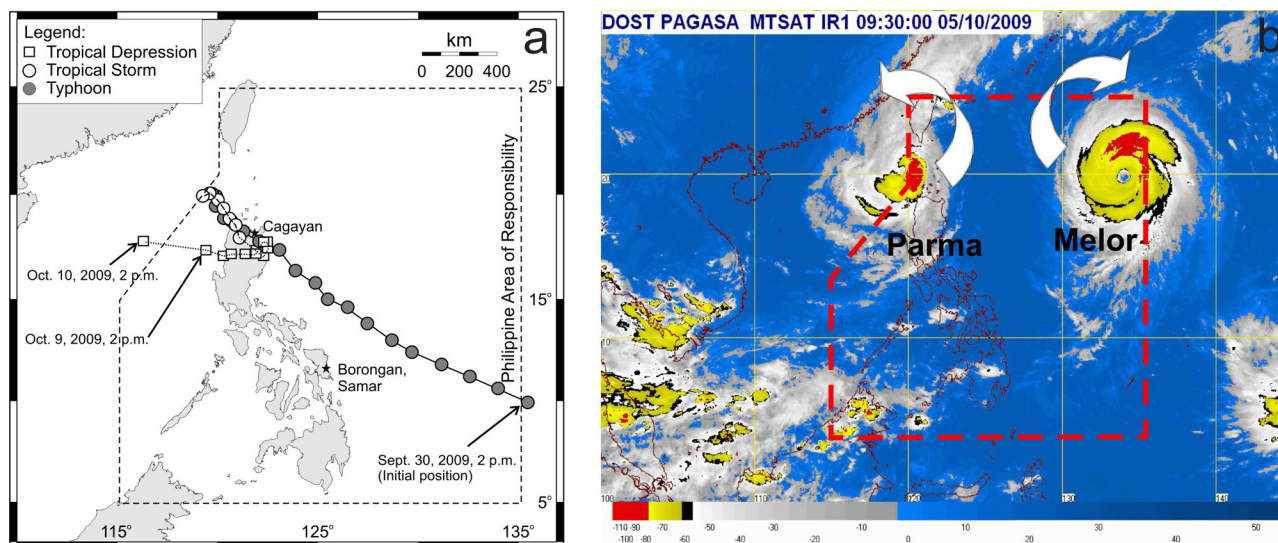 Legend:
Tropical Depression
Tropical Storm
Typhoon
km
0 200 400
a
25°
Cagayan
Philippine Area of Responsibility
Oct. 10, 2009, 2 p.m.
15°
Oct. 9, 2009, 2 p.m.
Borongan,
Samar
Sept. 30, 2009, 2 p.m.
(Initial position)
5°
115° 125° 135°
DOST PAGASA MTSAT IR1 09:30:00 05/10/2009
b
20
Parma
Melor
10
100 110 120 130 140
-110 -90 -70 -50 -30 -10 10 30 50
-100 -80 -60 -40 -20 0 20 40